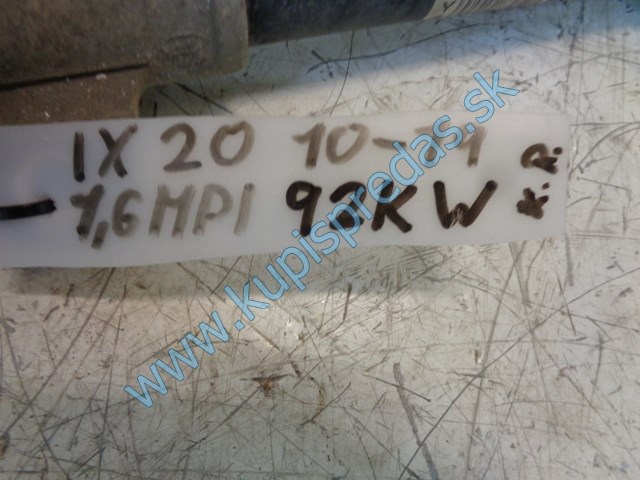 IX 20 10-
1,6 MPI 92KW
www.kupispredas.sk